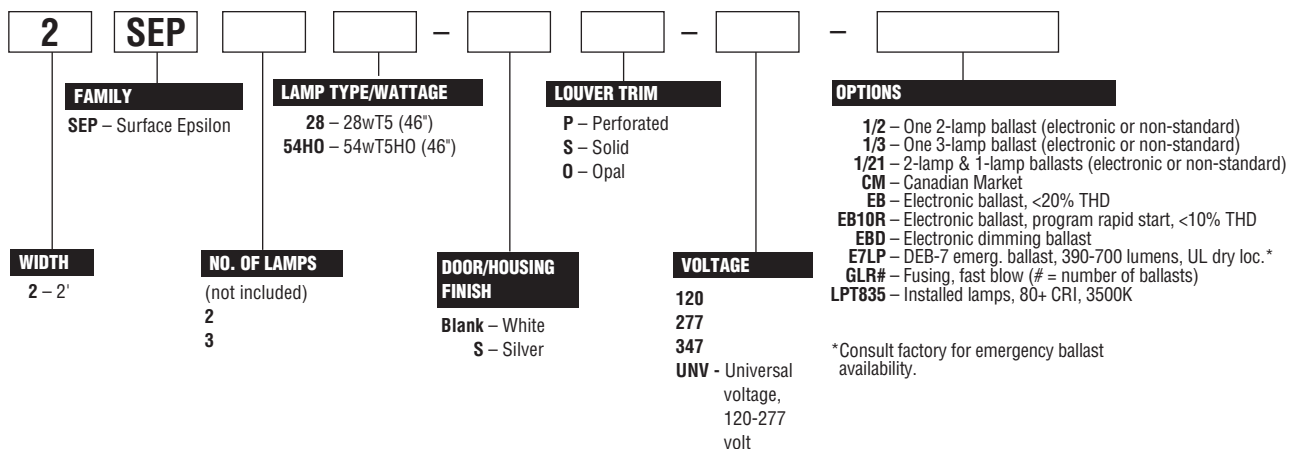 2 SEP – – –
FAMILY
SEP – Surface Epsilon
LAMP TYPE/WATTAGE
28 – 28wT5 (46")
54HO – 54wT5HO (46")
LOUVER TRIM
P – Perforated
S – Solid
O – Opal
OPTIONS
1/2 – One 2-lamp ballast (electronic or non-standard)
1/3 – One 3-lamp ballast (electronic or non-standard)
1/21 – 2-lamp & 1-lamp ballasts (electronic or non-standard)
CM – Canadian Market
EB – Electronic ballast, <20% THD
EB10R – Electronic ballast, program rapid start, <10% THD
EBD – Electronic dimming ballast
E7LP – DEB-7 emerg. ballast, 390-700 lumens, UL dry loc.*
GLR# – Fusing, fast blow (# = number of ballasts)
LPT835 – Installed lamps, 80+ CRI, 3500K
*Consult factory for emergency ballast
availability.
WIDTH
2 – 2'
NO. OF LAMPS
(not included)
2
3
DOOR/HOUSING
FINISH
Blank – White
S – Silver
VOLTAGE
120
277
347
UNV - Universal
voltage,
120-277
volt